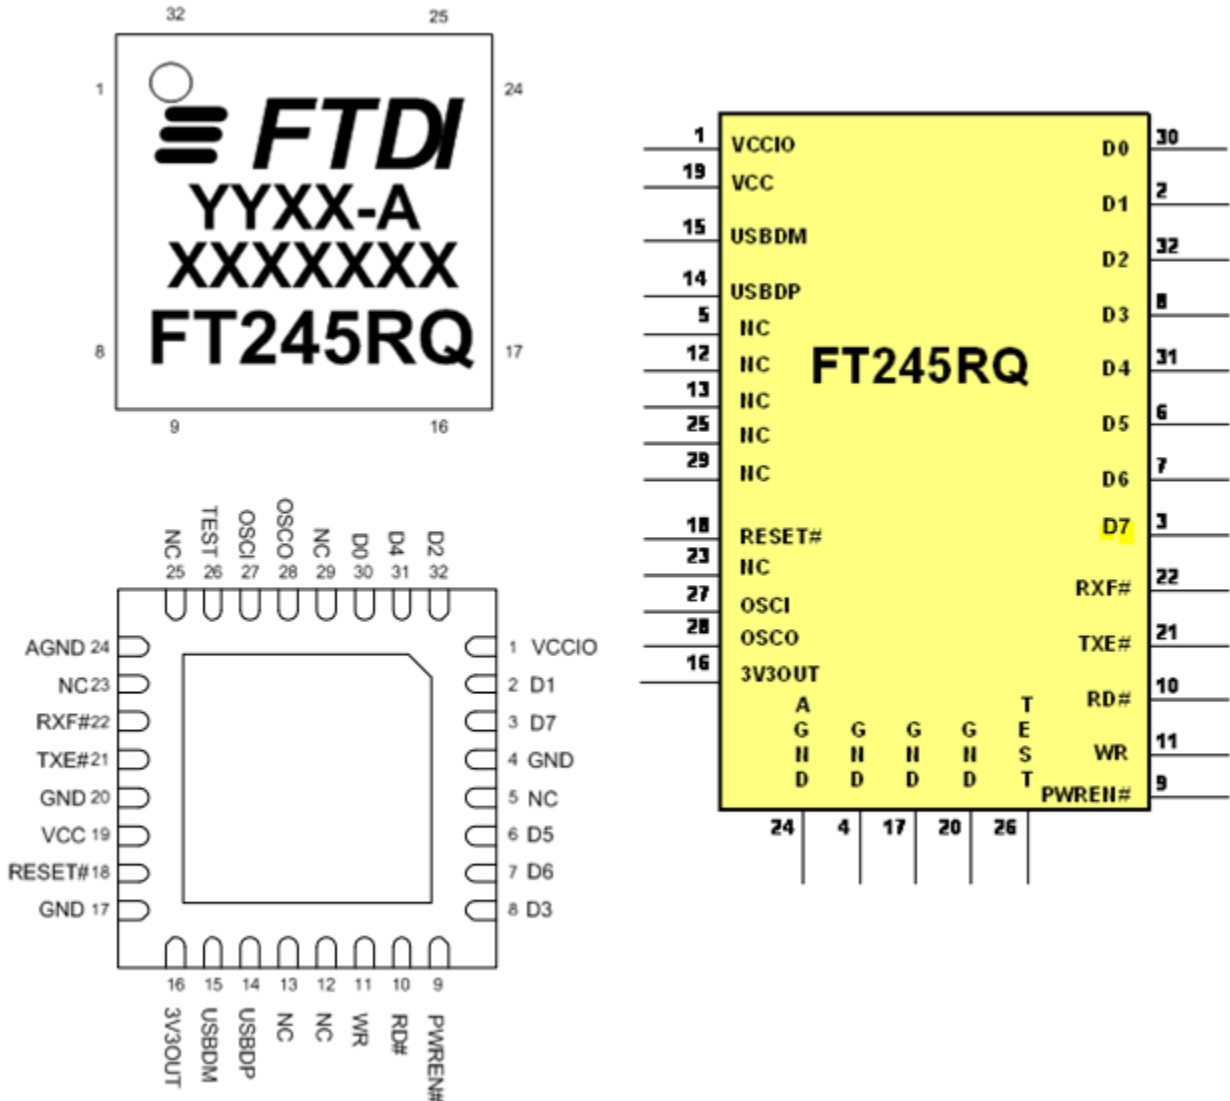 32 25
1 24
FTDI
YYXX-A
XXXXXXX
FT245RQ
8 17
9 16
NC TEST OSCI OSCO NC D0 D4 D2
25 26 27 28 29 30 31 32
AGND 24 1 VCCIO
NC23 2 D1
RXF#22 3 D7
TXE#21 4 GND
GND 20 5 NC
VCC 19 6 D5
RESET#18 7 D6
GND 17 8 D3
16 15 14 13 12 11 10 9
3V3OUT USBDM USBDP NC NC WR RD# PWREN#
1 VCCIO D0 30
19 VCC
D1 2
15 USBDM
D2 32
14 USBDP
D3 8
5 NC
12 NC
FT245RQ
D4 31
13 NC
25 NC
D5 6
29 NC
D6 7
18 RESET#
D7 3
23 NC
RXF# 22
27 OSCI
28 OSCO
TXE# 21
16 3V3OUT
RD# 10
WR 11
PWREN# 9
AGND GND GND GND TEST
24 4 17 20 26